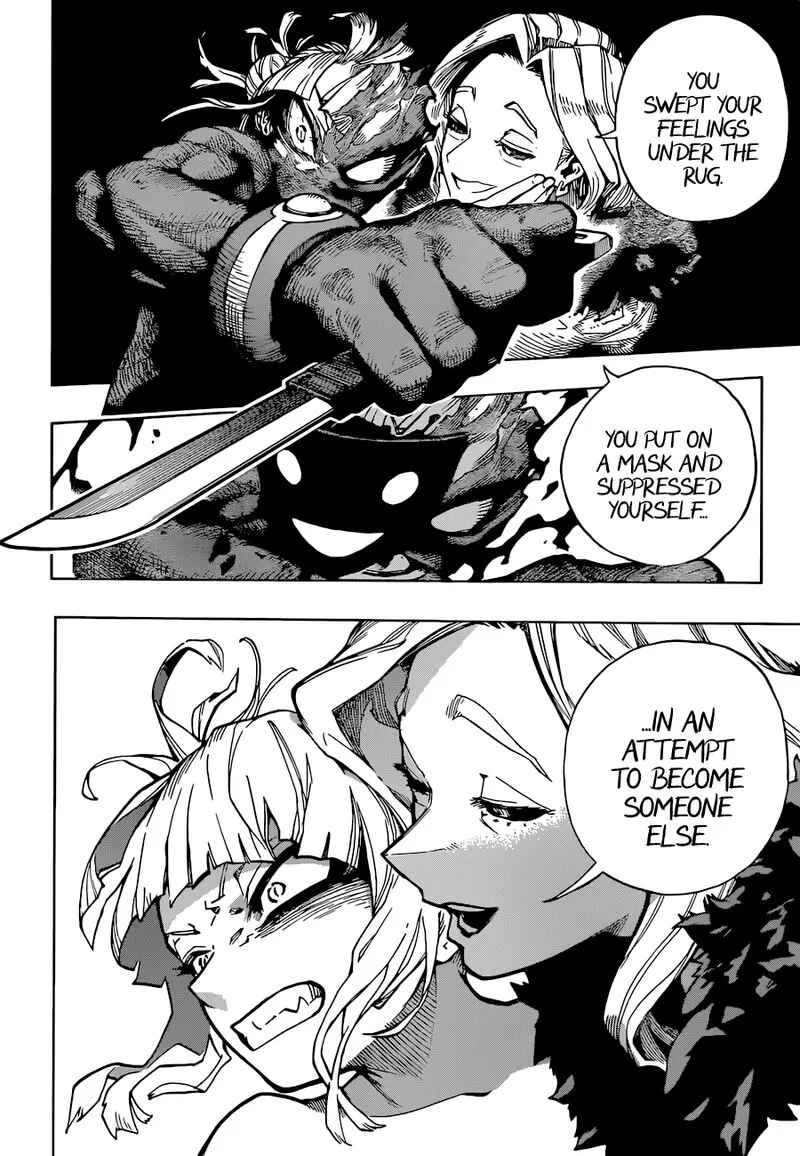 YOU
SWEPT YOUR
FEELINGS
UNDER THE
RUG.
YOU PUT ON
A MASK AND
SUPPRESSED
YOURSELF...
...IN AN
ATTEMPT
TO BECOME
SOMEONE
ELSE.